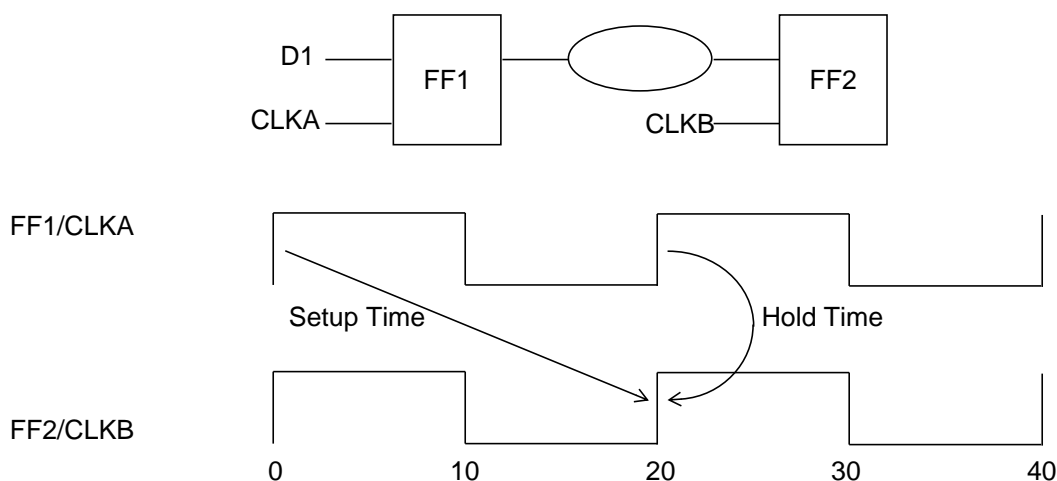 D1
FF1
FF2
CLKA
CLKB
FF1/CLKA
Setup Time
Hold Time
FF2/CLKB
0 10 20 30 40